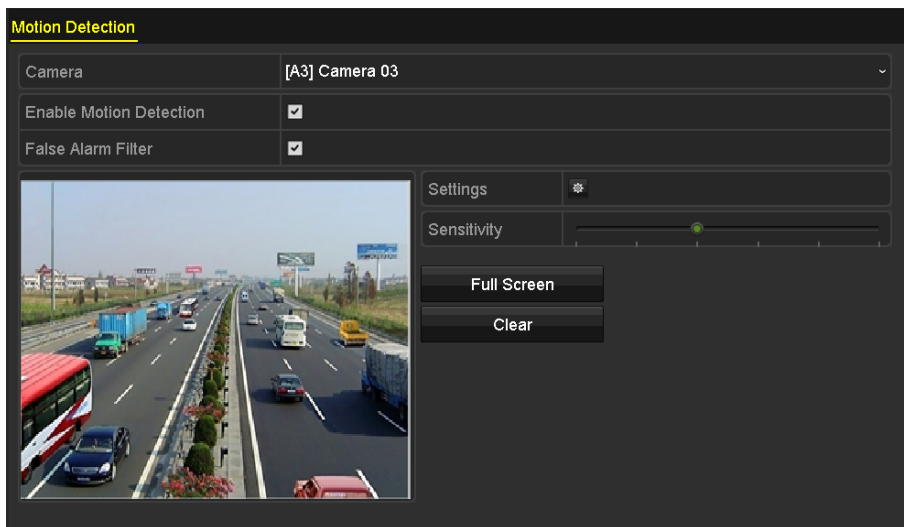 Motion Detection
Camera [A3] Camera 03
Enable Motion Detection
False Alarm Filter
Settings
Sensitivity
Full Screen
Clear